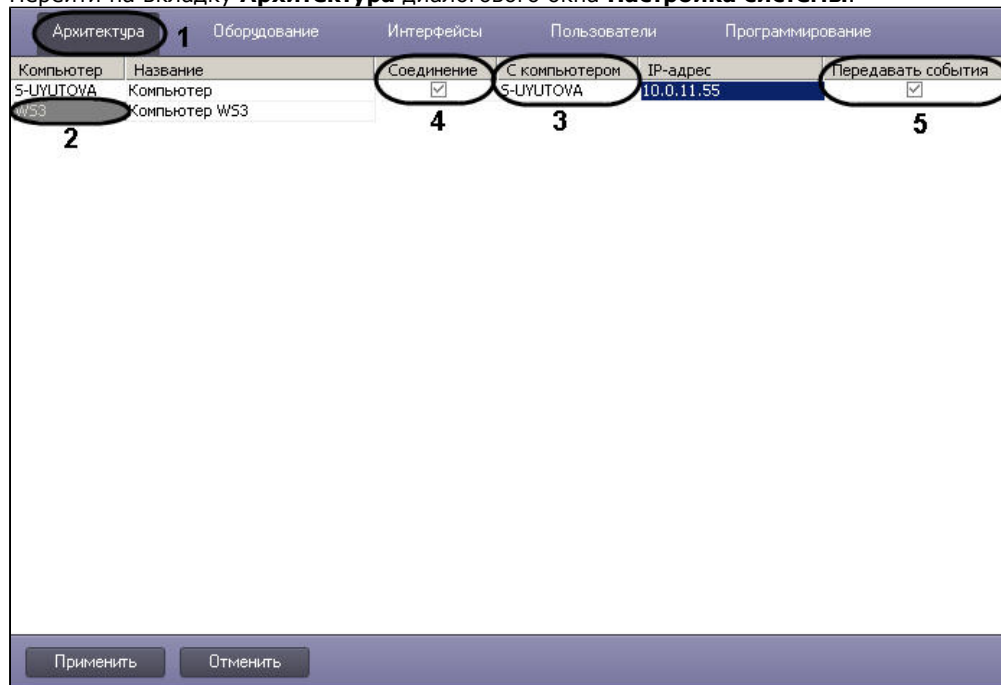 Перейти на вкладку Архитектура диалогового окна Настройка системы.
Архитектура 1 Оборудование Интерфейсы Пользователи Программирование
Компьютер Название Соединение С компьютером IP-адрес Передавать события
S-UYUTOVA Компьютер S-UYUTOVA 10.0.11.55
WS3 Компьютер WS3
2 4 3 5
Применить Отменить